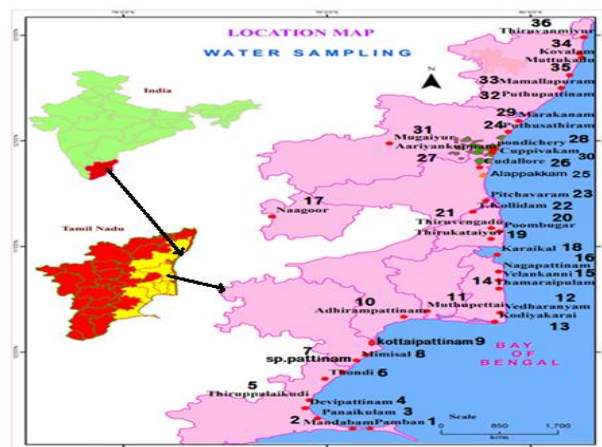 LOCATION MAP
WATER SAMPLING
India
Tamil Nadu
N
36
Thiruvanmiyur
34
Kovalam
Muttukadu
35
33 Mamallapuram
32 Puthupattinam
29 Marakanam
24 Puthusathiram
31
Mugaiyur
Aariyankuppam
pondichery 28
Cuppivakam
30
27
Cudallore 26
Alappakkam 25
17
Naagoor
Pitchavaram 23
T.Kollidam 22
21
Thiruvengadu
20
Poombugar
Thirukataiyur 19
Karaikal 18
16
Nagapattinam
Velankanni 15
14 Thamaraipulam
10
Adhirampattinam
11
Muthupettai
12
Vedharanyam
Kodiyakarai
13
kottaipattinam 9
7
sp.pattinam
Mimisal 8
Thondi 6
5
Thiruppalaikudi
Devipattinam 4
Panaikulam 3
2
Mandabam
Pamban 1
BAY
OF
BENGAL
Scale
0 850 1,700
kms